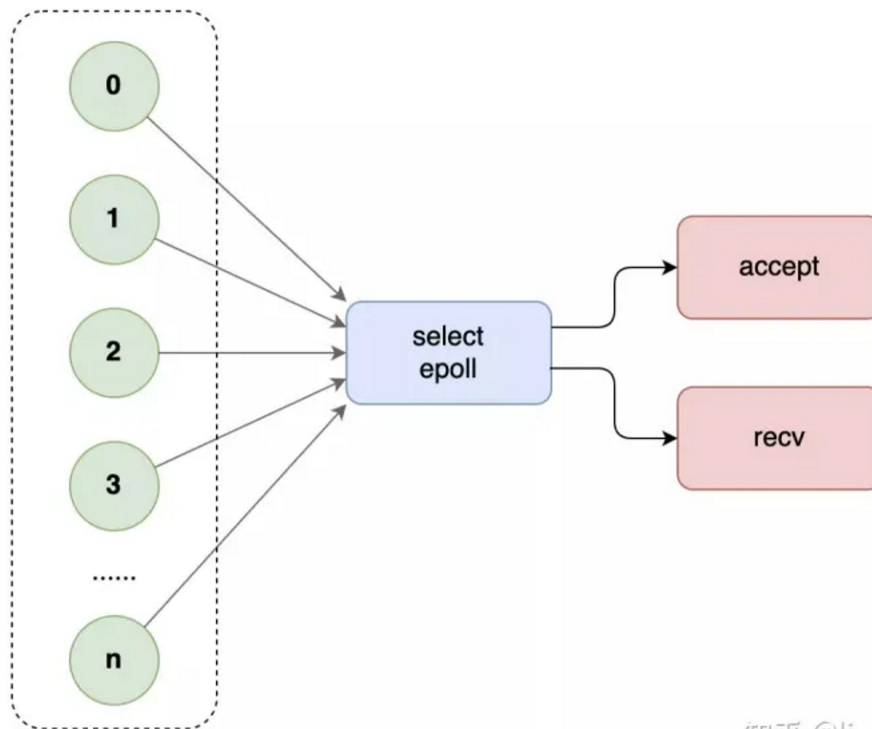 0
1
2
3
......
n
select
epoll
accept
recv